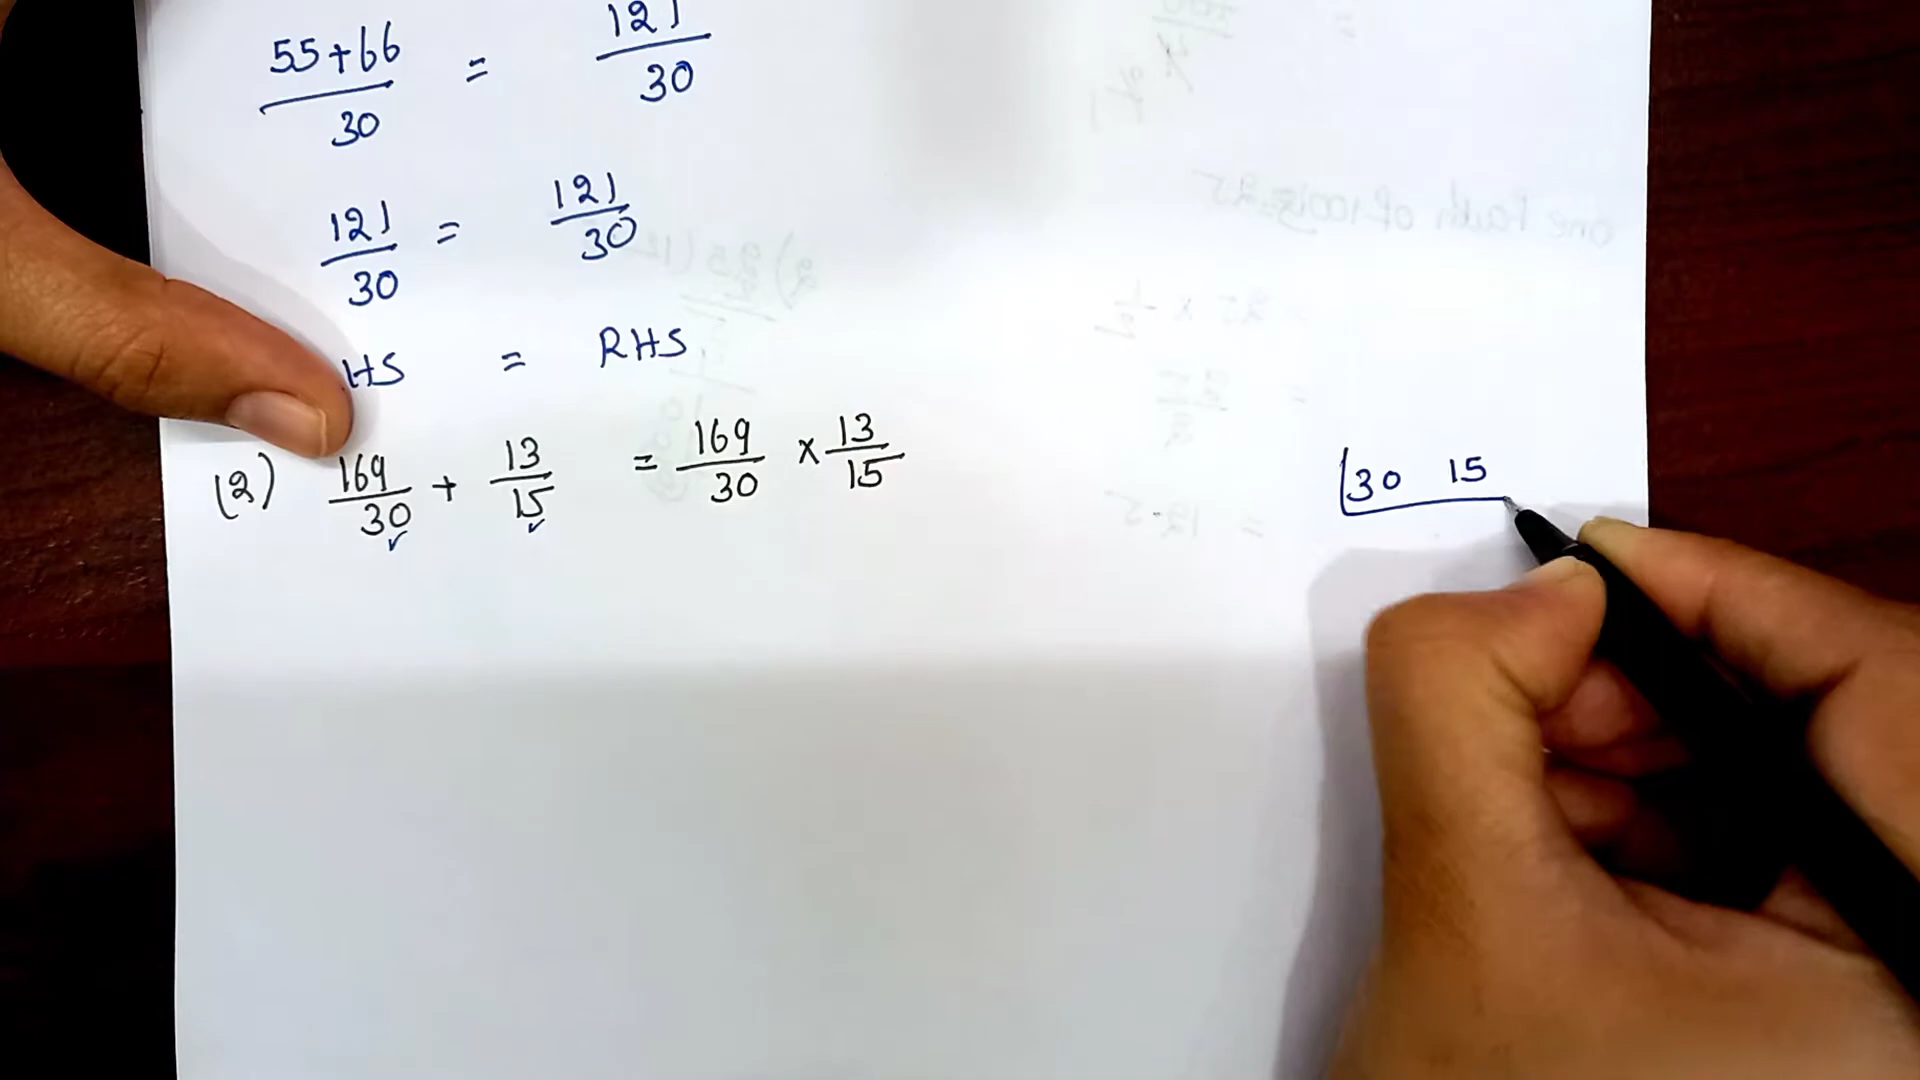 55+66/30 = 121/30
121/30 = 121/30
HS = RHS
(2) 169/30 + 13/15 = 169/30 × 13/15
30 15